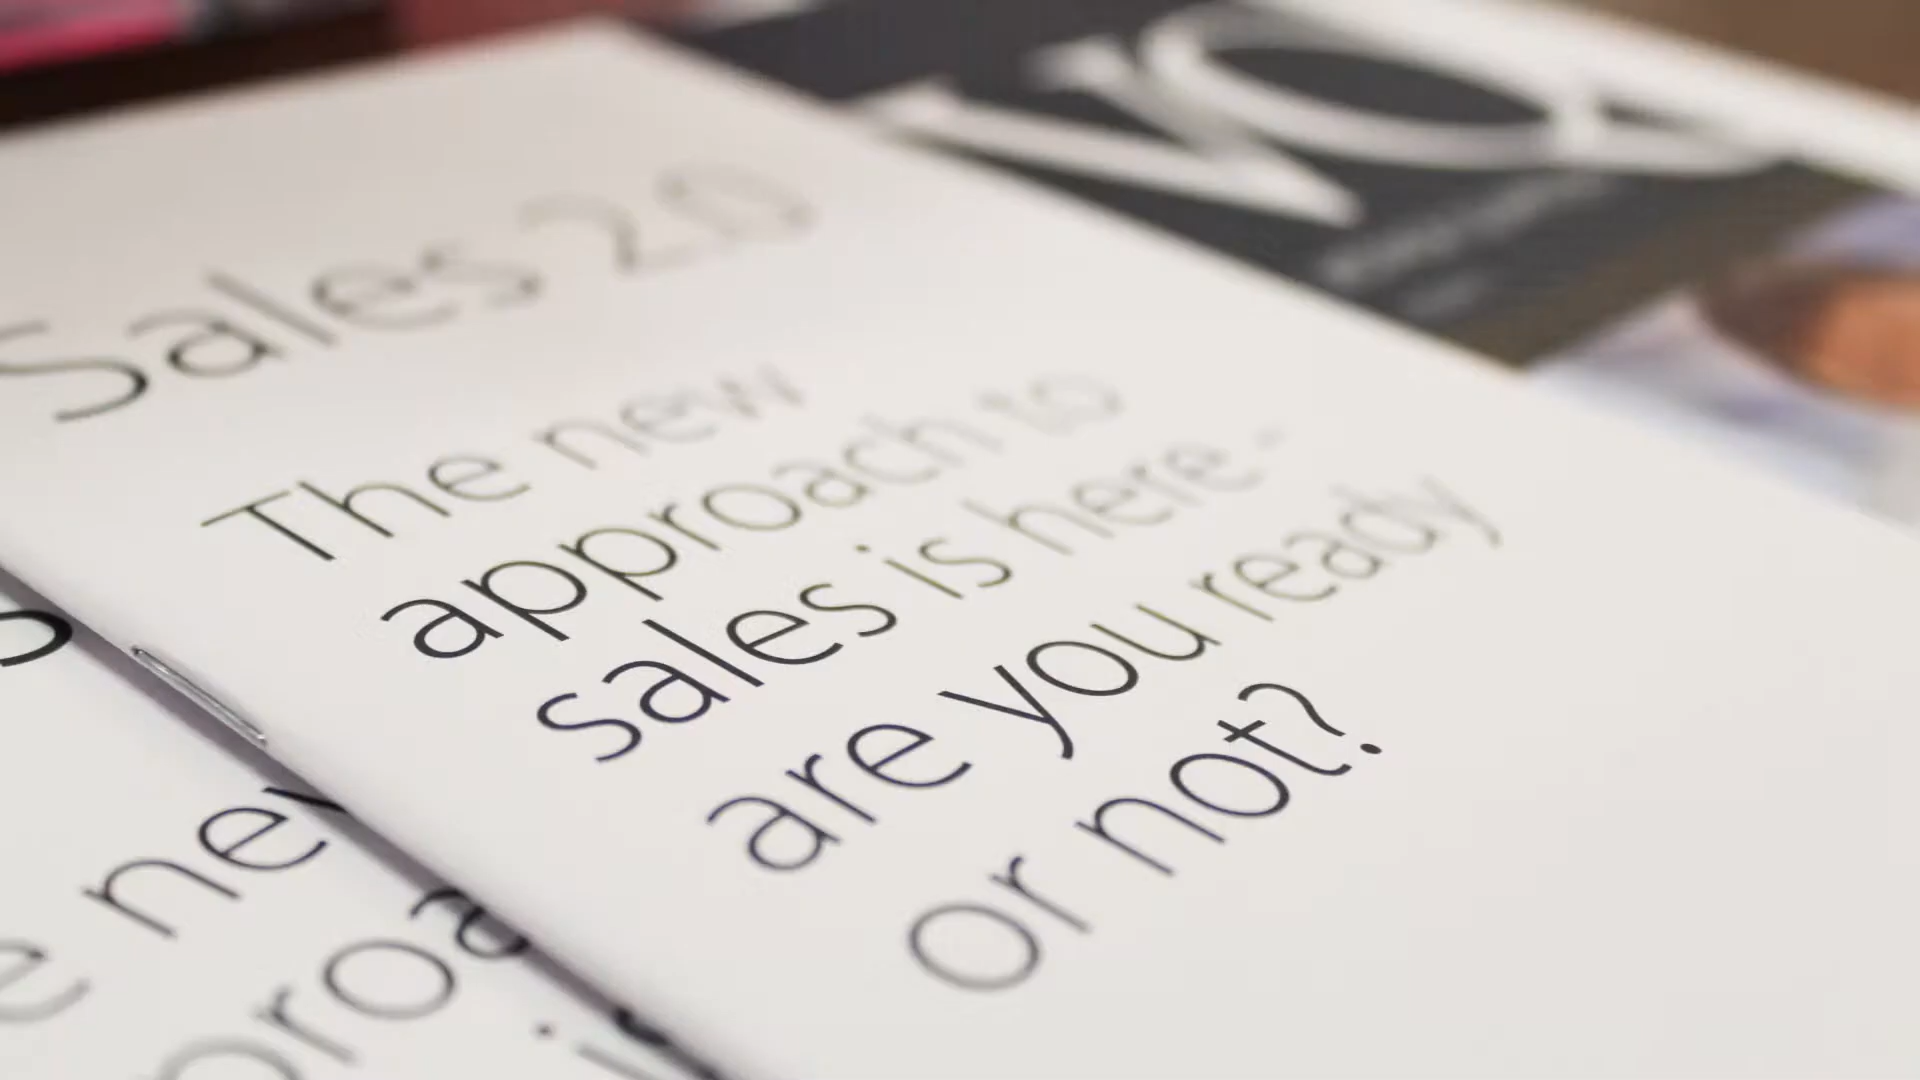 Sales 2.0
The new
approach to
sales is here -
are you ready
or not?